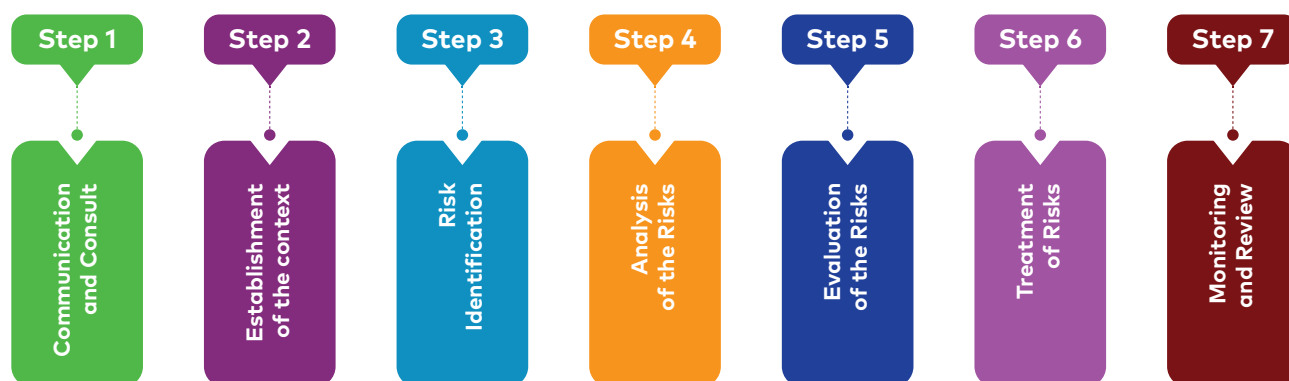 Step 1
Step 2
Step 3
Step 4
Step 5
Step 6
Step 7
Communication
and Consult
Establishment
of the context
Risk
Identification
Analysis
of the Risks
Evaluation
of the Risks
Treatment
of Risks
Monitoring
and Review